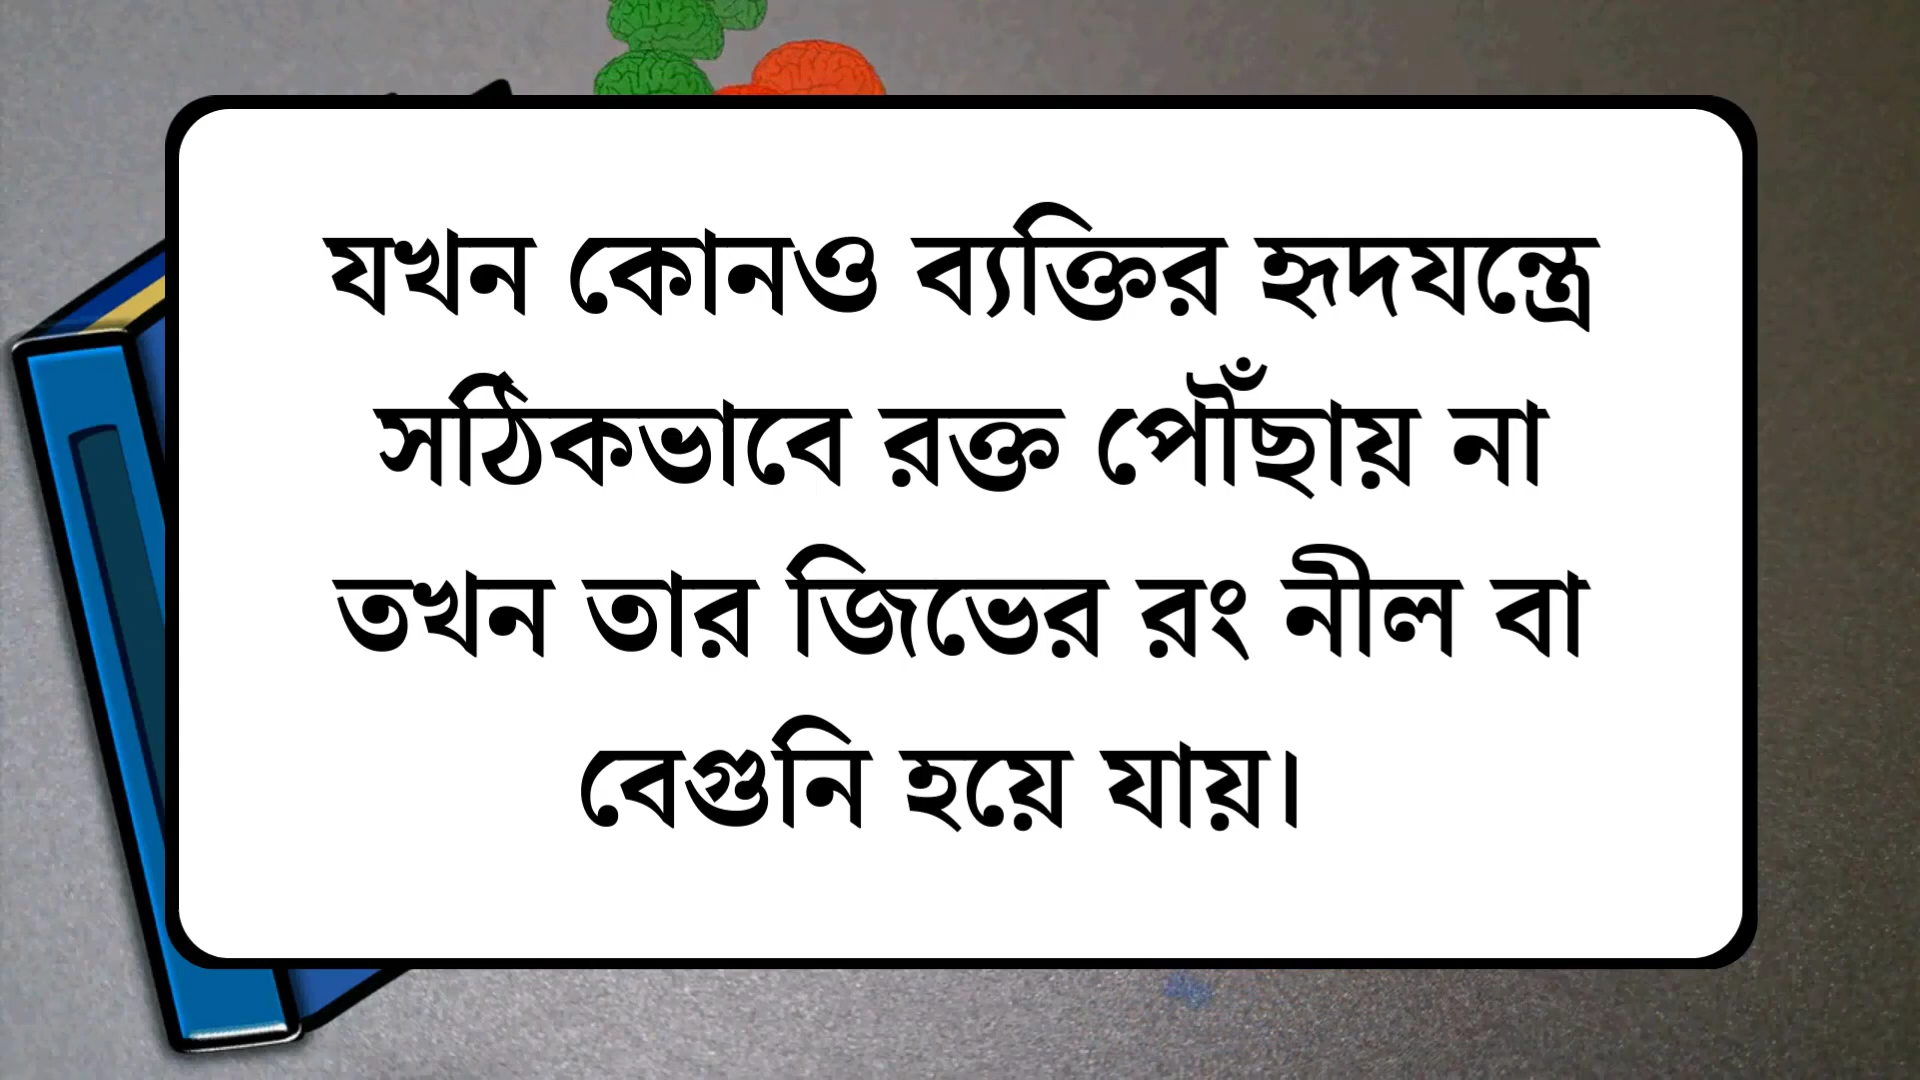 যখন কোনও ব্যক্তির হৃদযন্ত্রে
সঠিকভাবে রক্ত পৌঁছায় না
তখন তার জিভের রং নীল বা
বেগুনি হয়ে যায়।